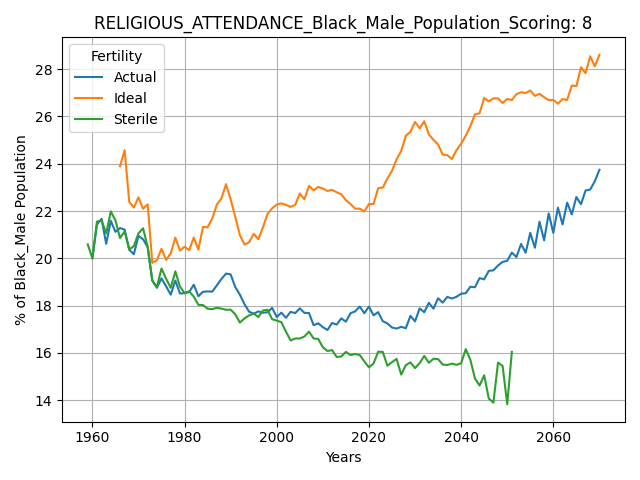 RELIGIOUS_ATTENDANCE_Black_Male_Population_Scoring: 8
Fertility
Actual
Ideal
Sterile
% of Black_Male Population
28
26
24
22
20
18
16
14
1960
1980
2000
2020
2040
2060
Years